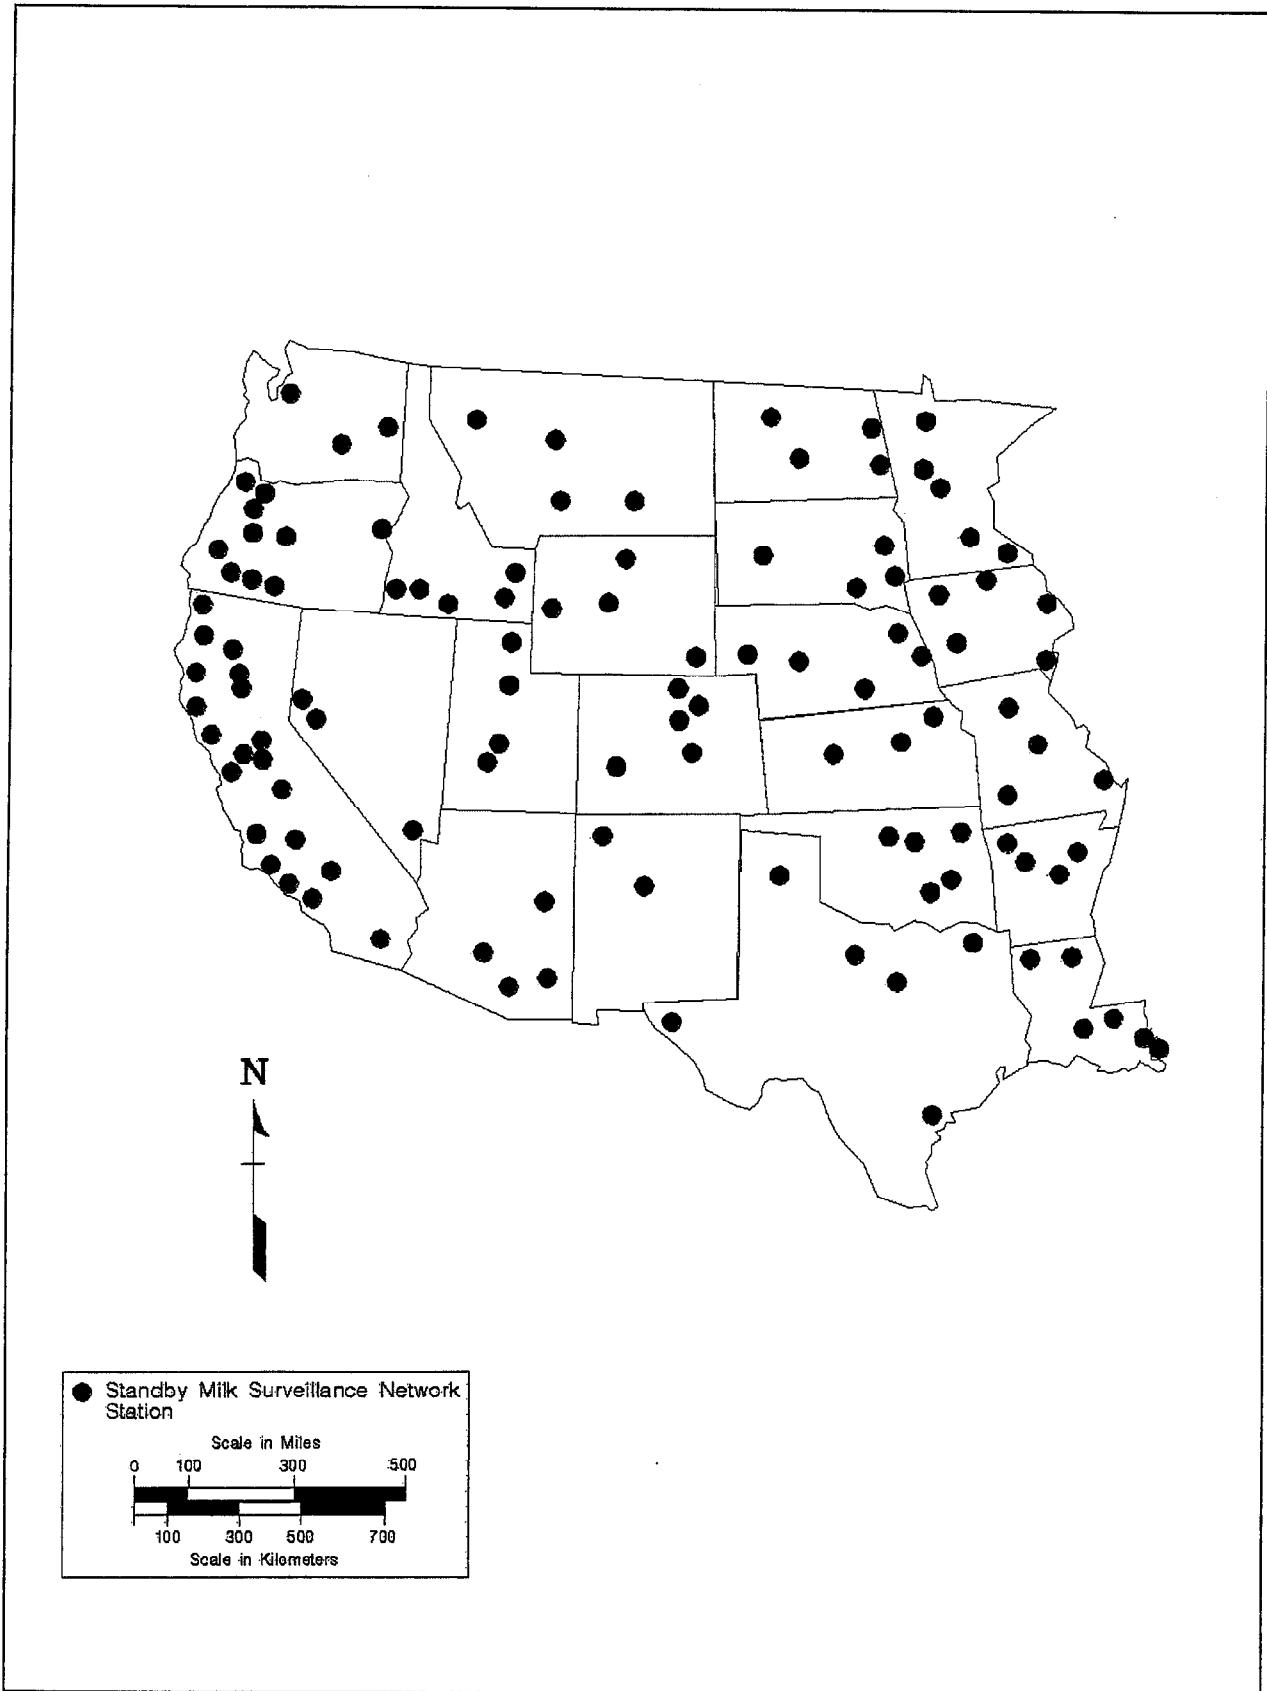 N
Standby Milk Surveillance Network
Station
Scale in Miles
0 100 300 500
100 300 500 700
Scale in Kilometers